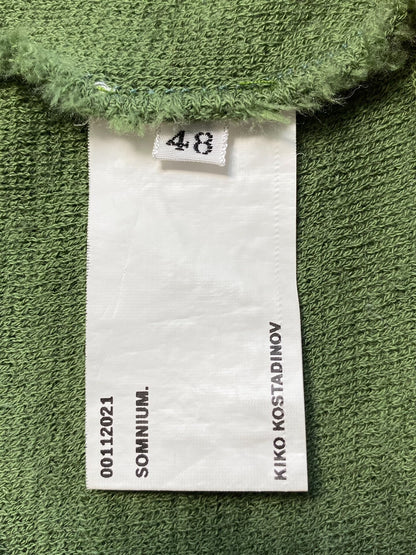 48
00112021
SOMNIUM.
KIKO KOSTADINOV